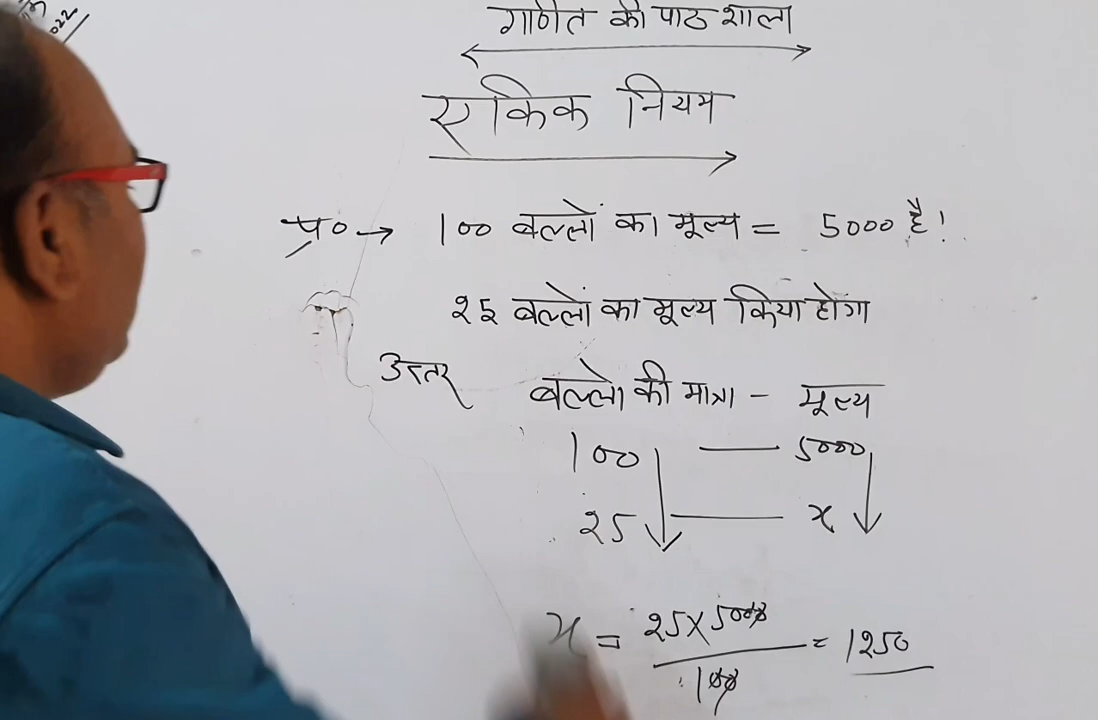 गणित की पाठ शाला
एकिक नियम
प्र० → 100 बल्लों का मूल्य = 5000 है!
25 बल्लों का मूल्य किया होगा
उत्तर
बल्लो की मात्रा - मूल्य
100 — 5000
25 — x
x = 25 x 5000 / 100 = 1250